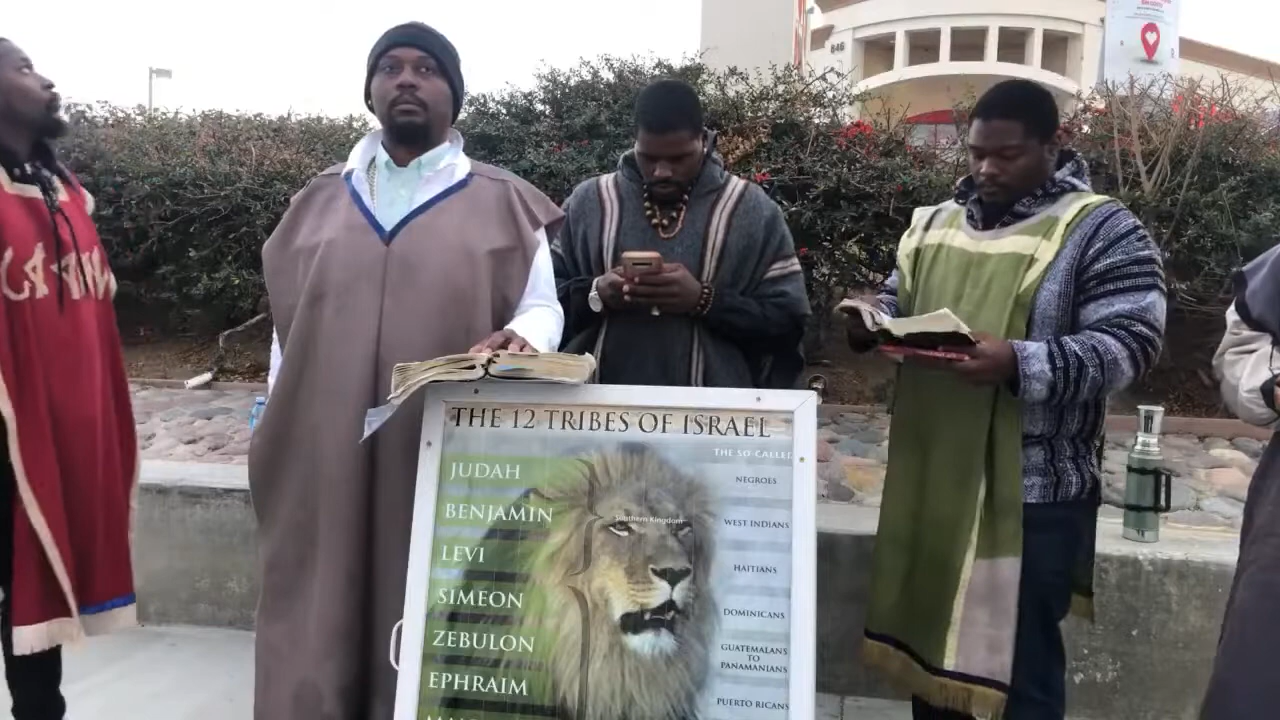 846
THE 12 TRIBES OF ISRAEL
THE SO-CALLED
JUDAH
NEGROES
BENJAMIN
Southern Kingdom
WEST INDIANS
LEVI
HAITIANS
SIMEON
DOMINICANS
ZEBULON
GUATEMALANS
TO
PANAMANIANS
EPHRAIM
PUERTO RICANS